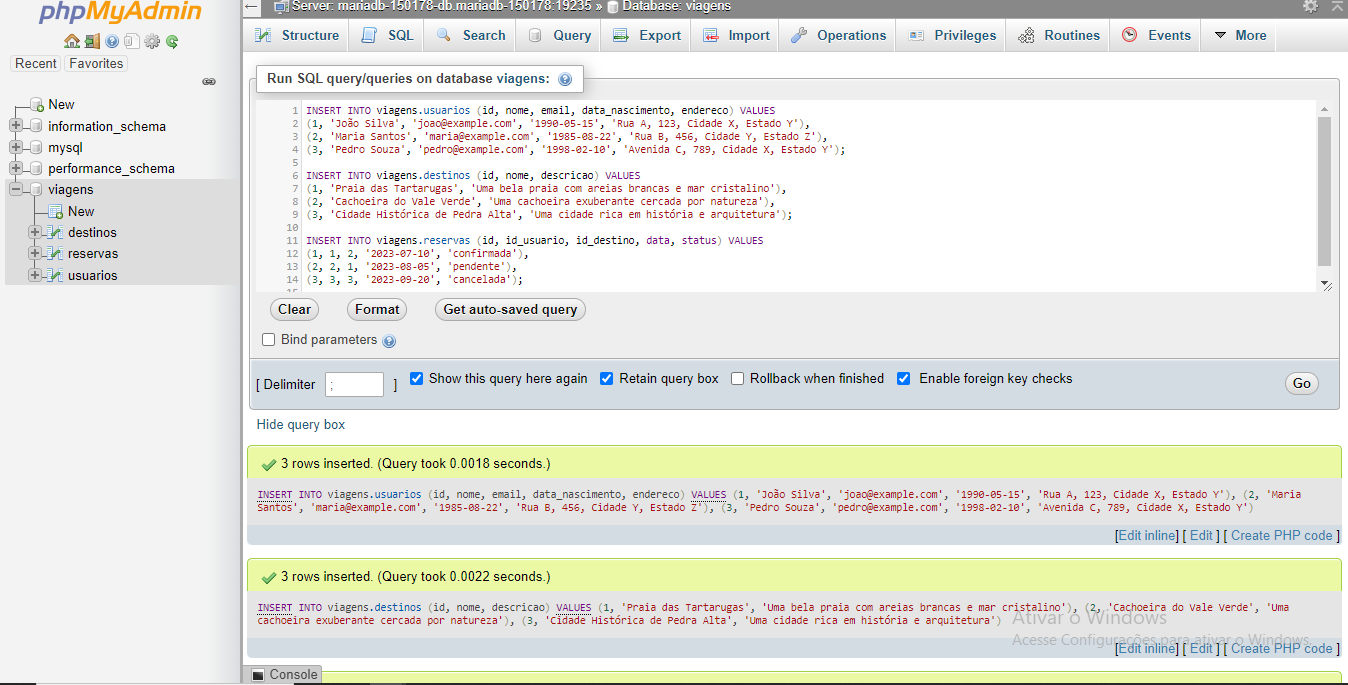 phpMyAdmin
Recent Favorites
New
information_schema
mysql
performance_schema
viagens
New
destinos
reservas
usuarios
Server: mariadb-150178-db.mariadb-150178:19235 » Database: viagens
Structure SQL Search Query Export Import Operations Privileges Routines Events More
Run SQL query/queries on database viagens:
1 INSERT INTO viagens.usuarios (id, nome, email, data_nascimento, endereco) VALUES
2 (1, 'João Silva', 'joao@example.com', '1990-05-15', 'Rua A, 123, Cidade X, Estado Y'),
3 (2, 'Maria Santos', 'maria@example.com', '1985-08-22', 'Rua B, 456, Cidade Y, Estado Z'),
4 (3, 'Pedro Souza', 'pedro@example.com', '1998-02-10', 'Avenida C, 789, Cidade X, Estado Y');
5
6 INSERT INTO viagens.destinos (id, nome, descricao) VALUES
7 (1, 'Praia das Tartarugas', 'Uma bela praia com areias brancas e mar cristalino'),
8 (2, 'Cachoeira do Vale Verde', 'Uma cachoeira exuberante cercada por natureza'),
9 (3, 'Cidade Histórica de Pedra Alta', 'Uma cidade rica em história e arquitetura');
10
11 INSERT INTO viagens.reservas (id, id_usuario, id_destino, data, status) VALUES
12 (1, 1, 2, '2023-07-10', 'confirmada'),
13 (2, 2, 1, '2023-08-05', 'pendente'),
14 (3, 3, 3, '2023-09-20', 'cancelada');
15
Clear Format Get auto-saved query
Bind parameters
[ Delimiter ; ] Show this query here again Retain query box Rollback when finished Enable foreign key checks Go
Hide query box
3 rows inserted. (Query took 0.0018 seconds.)
INSERT INTO viagens.usuarios (id, nome, email, data_nascimento, endereco) VALUES (1, 'João Silva', 'joao@example.com', '1990-05-15', 'Rua A, 123, Cidade X, Estado Y'), (2, 'Maria
Santos', 'maria@example.com', '1985-08-22', 'Rua B, 456, Cidade Y, Estado Z'), (3, 'Pedro Souza', 'pedro@example.com', '1998-02-10', 'Avenida C, 789, Cidade X, Estado Y')
[Edit inline] [ Edit ] [ Create PHP code ]
3 rows inserted. (Query took 0.0022 seconds.)
INSERT INTO viagens.destinos (id, nome, descricao) VALUES (1, 'Praia das Tartarugas', 'Uma bela praia com areias brancas e mar cristalino'), (2, 'Cachoeira do Vale Verde', 'Uma
cachoeira exuberante cercada por natureza'), (3, 'Cidade Histórica de Pedra Alta', 'Uma cidade rica em história e arquitetura')
Ativar o Windows
Acesse Configurações para ativar o Windows.
[Edit inline] [ Edit ] [ Create PHP code ]
Console